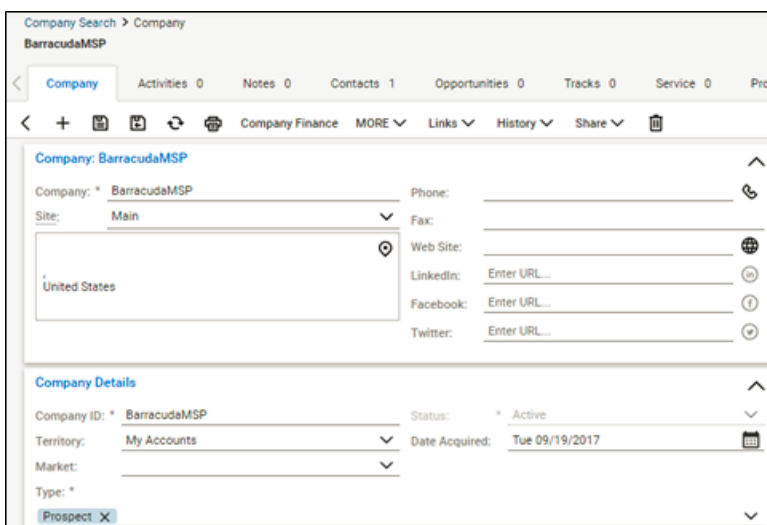 Company Search > Company
BarracudaMSP
Company Activities 0 Notes 0 Contacts 1 Opportunities 0 Tracks 0 Service 0
Company Finance MORE Links History Share
Company: BarracudaMSP
Company: * BarracudaMSP
Site: Main
,
United States
Phone:
Fax:
Web Site:
LinkedIn: Enter URL...
Facebook: Enter URL...
Twitter: Enter URL...
Company Details
Company ID: * BarracudaMSP
Territory: My Accounts
Market:
Type: *
Prospect X
Status: * Active
Date Acquired: Tue 09/19/2017